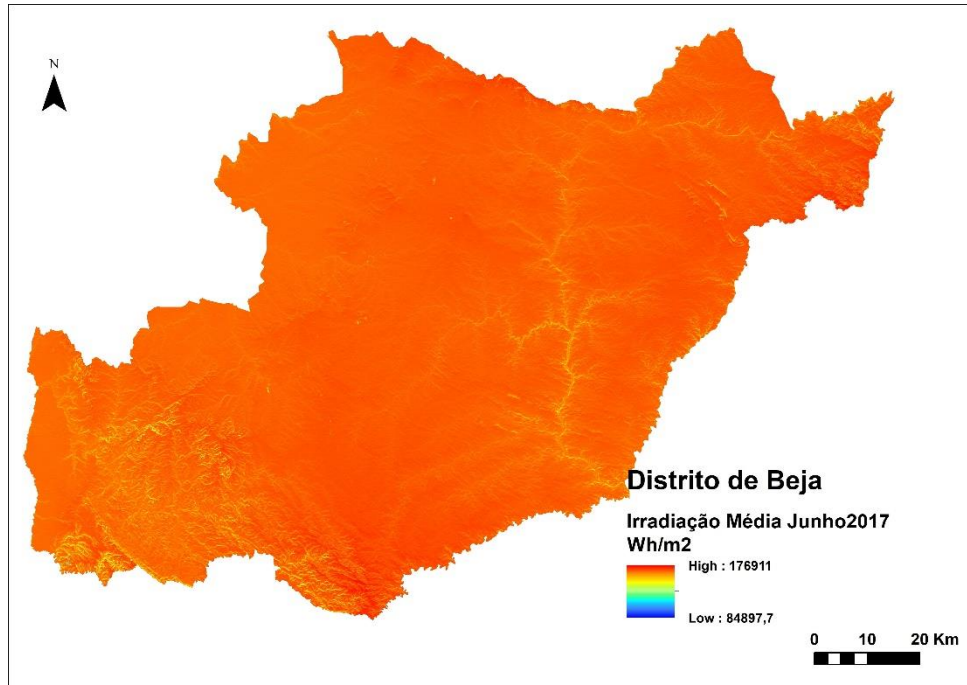 N
Distrito de Beja
Irradiação Média Junho2017
Wh/m2
High : 176911
Low : 84897,7
0 10 20 Km